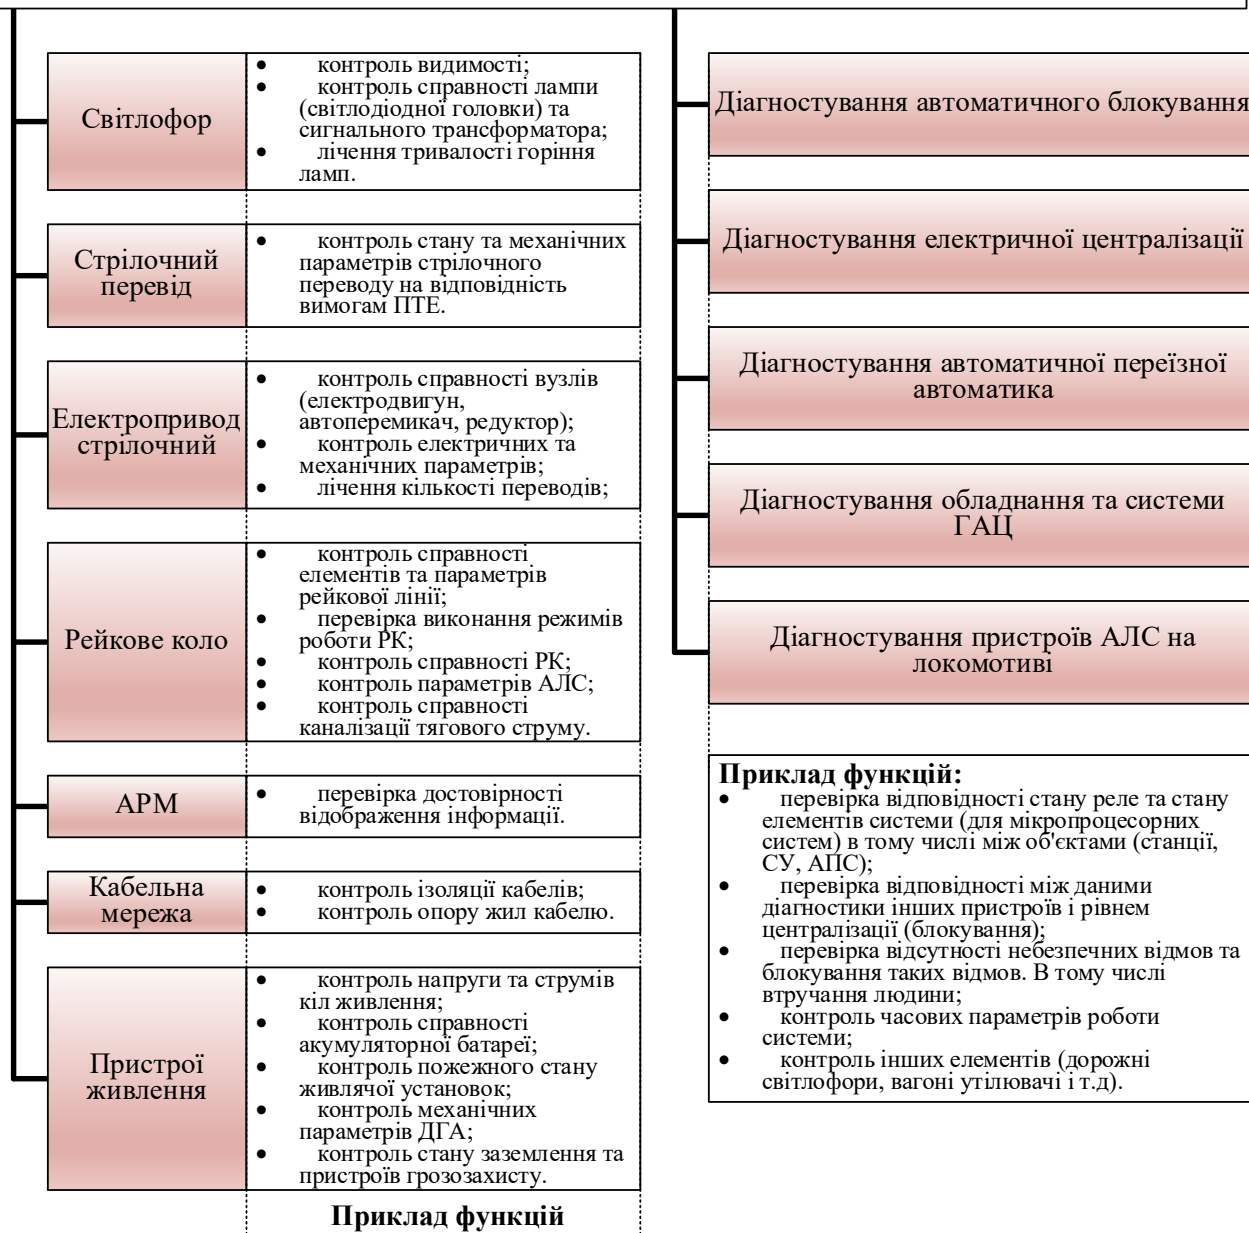 Світлофор
контроль видимості;
контроль справності лампи
(світлодіодної головки) та
сигнального трансформатора;
лічення тривалості горіння
ламп.
Стрілочний
перевід
контроль стану та механічних
параметрів стрілочного
переводу на відповідність
вимогам ПТЕ.
Електропривод
стрілочний
контроль справності вузлів
(електродвигун,
автоперемикач, редуктор);
контроль електричних та
механічних параметрів;
лічення кількості переводів;
Рейкове коло
контроль справності
елементів та параметрів
рейкової лінії;
перевірка виконання режимів
роботи РК;
контроль справності РК;
контроль параметрів АЛС;
контроль справності
каналізації тягового струму.
АРМ
перевірка достовірності
відображення інформації.
Кабельна
мережа
контроль ізоляції кабелів;
контроль опору жил кабелю.
Пристрої
живлення
контроль напруги та струмів
кіл живлення;
контроль справності
акумуляторної батареї;
контроль пожежного стану
живлячої установок;
контроль механічних
параметрів ДГА;
контроль стану заземлення та
пристроїв грозозахисту.
Приклад функцій
Діагностування автоматичного блокування
Діагностування електричної централізації
Діагностування автоматичної переїзної
автоматика
Діагностування обладнання та системи
ГАЦ
Діагностування пристроїв АЛС на
локомотиві
Приклад функцій:
перевірка відповідності стану реле та стану
елементів системи (для мікропроцесорних
систем) в тому числі між об'єктами (станції,
СУ, АПС);
перевірка відповідності між даними
діагностики інших пристроїв і рівнем
централізації (блокування);
перевірка відсутності небезпечних відмов та
блокування таких відмов. В тому числі
втручання людини;
контроль часових параметрів роботи
системи;
контроль інших елементів (дорожні
світлофори, вагоні утілювачі і т.д).